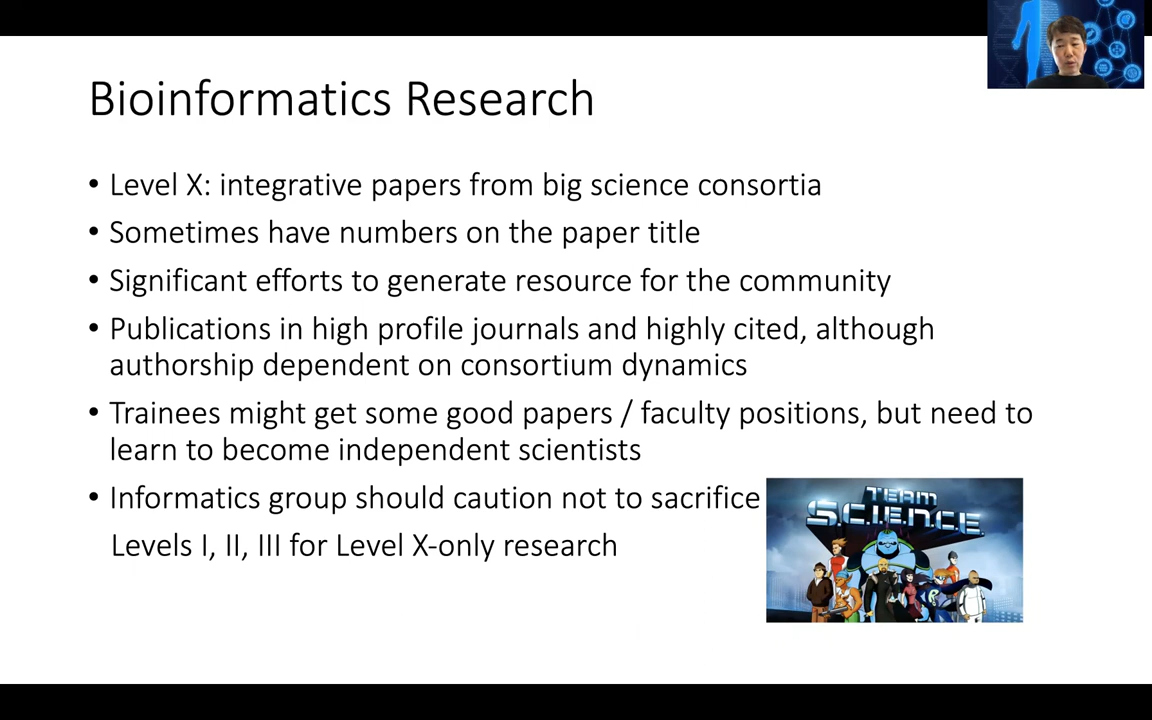 Bioinformatics Research
• Level X: integrative papers from big science consortia
• Sometimes have numbers on the paper title
• Significant efforts to generate resource for the community
• Publications in high profile journals and highly cited, although
authorship dependent on consortium dynamics
• Trainees might get some good papers / faculty positions, but need to
learn to become independent scientists
• Informatics group should caution not to sacrifice
Levels I, II, III for Level X-only research
TEAM
S.C.I.E.N.C.E.